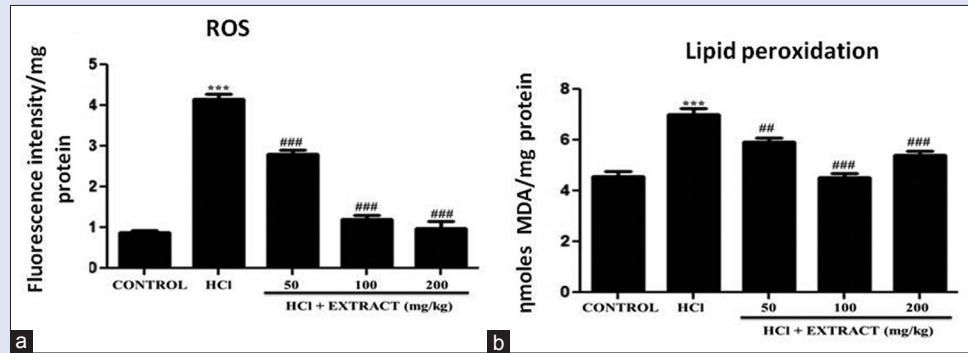 ROS
Fluorescence intensity/mg
protein
5
4
3
2
1
0
***
###
###
###
CONTROL HCl 50 100 200
HCl + EXTRACT (mg/kg)
a
Lipid peroxidation
ηmoles MDA/mg protein
8
6
4
2
0
***
##
###
###
CONTROL HCl 50 100 200
HCl + EXTRACT (mg/kg)
b